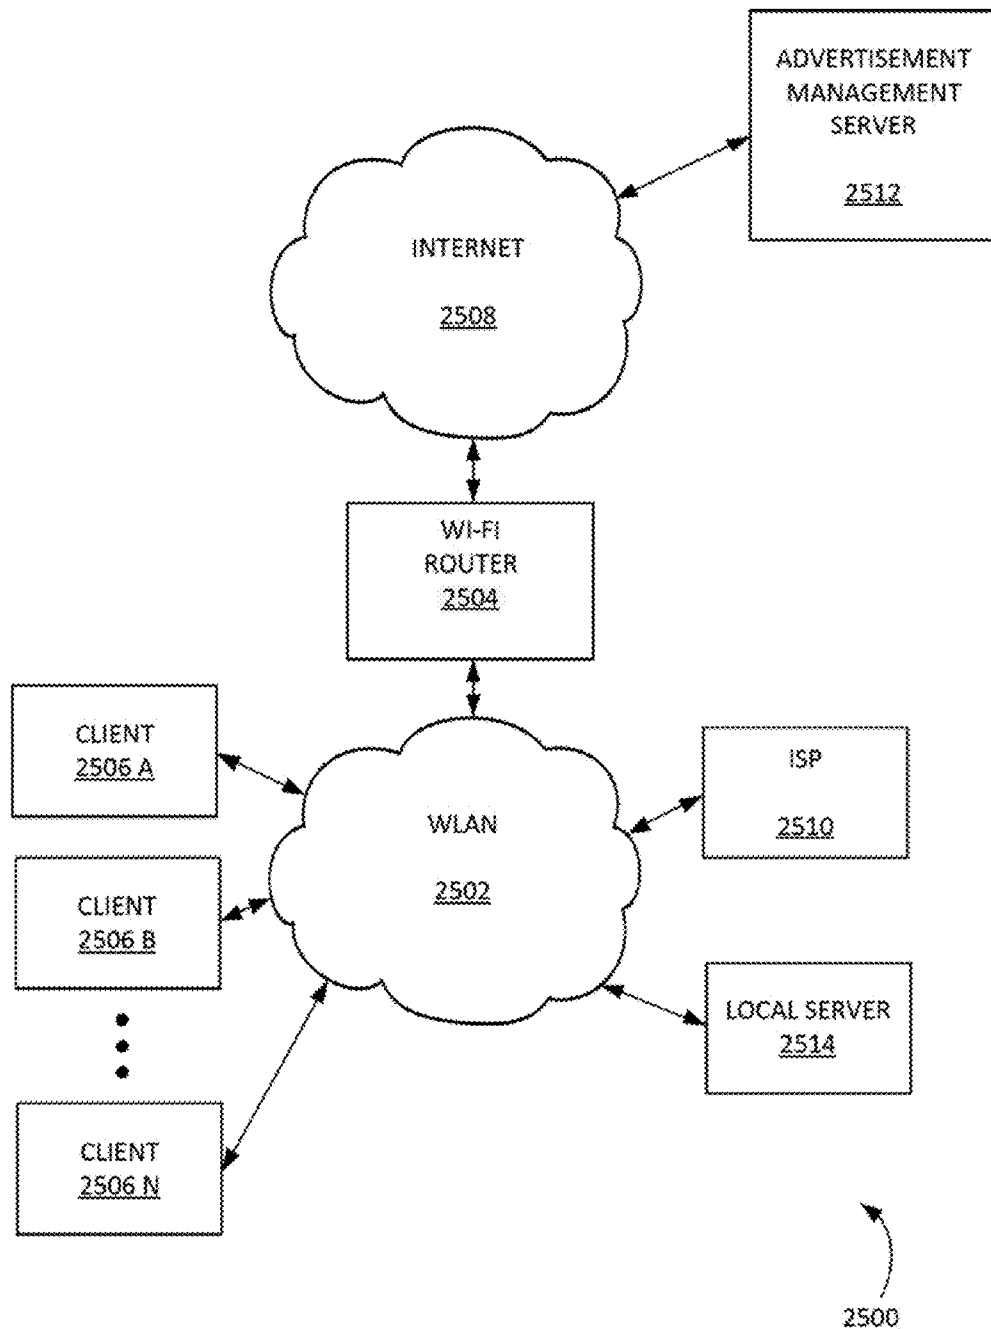 ADVERTISEMENT
MANAGEMENT
SERVER
2512
INTERNET
2508
WI-FI
ROUTER
2504
CLIENT
2506 A
WLAN
2502
ISP
2510
CLIENT
2506 B
LOCAL SERVER
2514
CLIENT
2506 N
2500